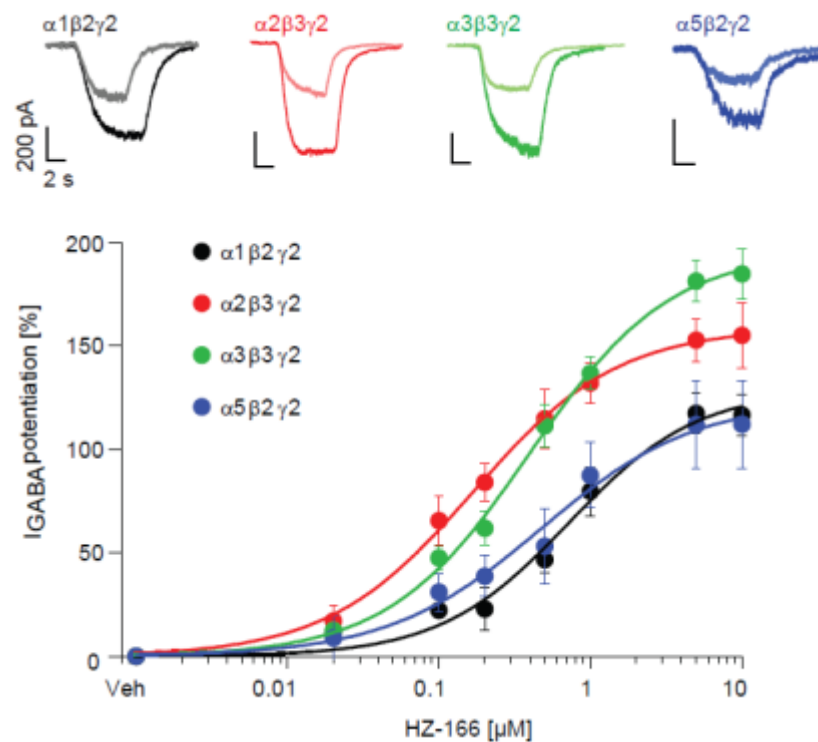 α1β2γ2 α2β3γ2 α3β3γ2 α5β2γ2
200 pA
2 s
200
150
100
50
0
IGABA potentiation [%]
α1β2γ2
α2β3γ2
α3β3γ2
α5β2γ2
Veh 0.01 0.1 1 10
HZ-166 [µM]